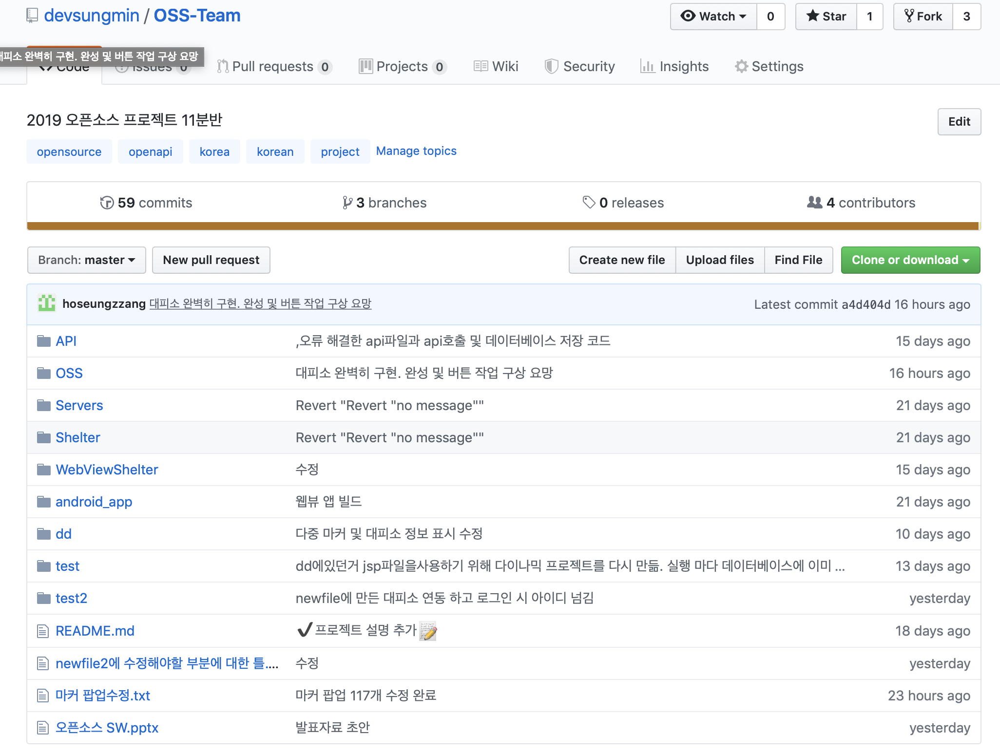 devsungmin / OSS-Team
Watch 0 Star 1 Fork 3
대피소 완벽히 구현. 완성 및 버튼 작업 구상 요망
Code Issues 0 Pull requests 0 Projects 0 Wiki Security Insights Settings
2019 오픈소스 프로젝트 11분반
Edit
opensource openapi korea korean project Manage topics
59 commits 3 branches 0 releases 4 contributors
Branch: master New pull request Create new file Upload files Find File Clone or download
hoseungzzang 대피소 완벽히 구현. 완성 및 버튼 작업 구상 요망 Latest commit a4d404d 16 hours ago
API ,오류 해결한 api파일과 api호출 및 데이터베이스 저장 코드 15 days ago
OSS 대피소 완벽히 구현. 완성 및 버튼 작업 구상 요망 16 hours ago
Servers Revert "Revert "no message"" 21 days ago
Shelter Revert "Revert "no message"" 21 days ago
WebViewShelter 수정 15 days ago
android_app 웹뷰 앱 빌드 21 days ago
dd 다중 마커 및 대피소 정보 표시 수정 10 days ago
test dd에있던거 jsp파일을사용하기 위해 다이나믹 프로젝트를 다시 만듦. 실행 마다 데이터베이스에 이미 ... 13 days ago
test2 newfile에 만든 대피소 연동 하고 로그인 시 아이디 넘김 yesterday
README.md ✔프로젝트 설명 추가📝 18 days ago
newfile2에 수정해야할 부분에 대한 틀.... 수정 yesterday
마커 팝업수정.txt 마커 팝업 117개 수정 완료 23 hours ago
오픈소스 SW.pptx 발표자료 초안 yesterday